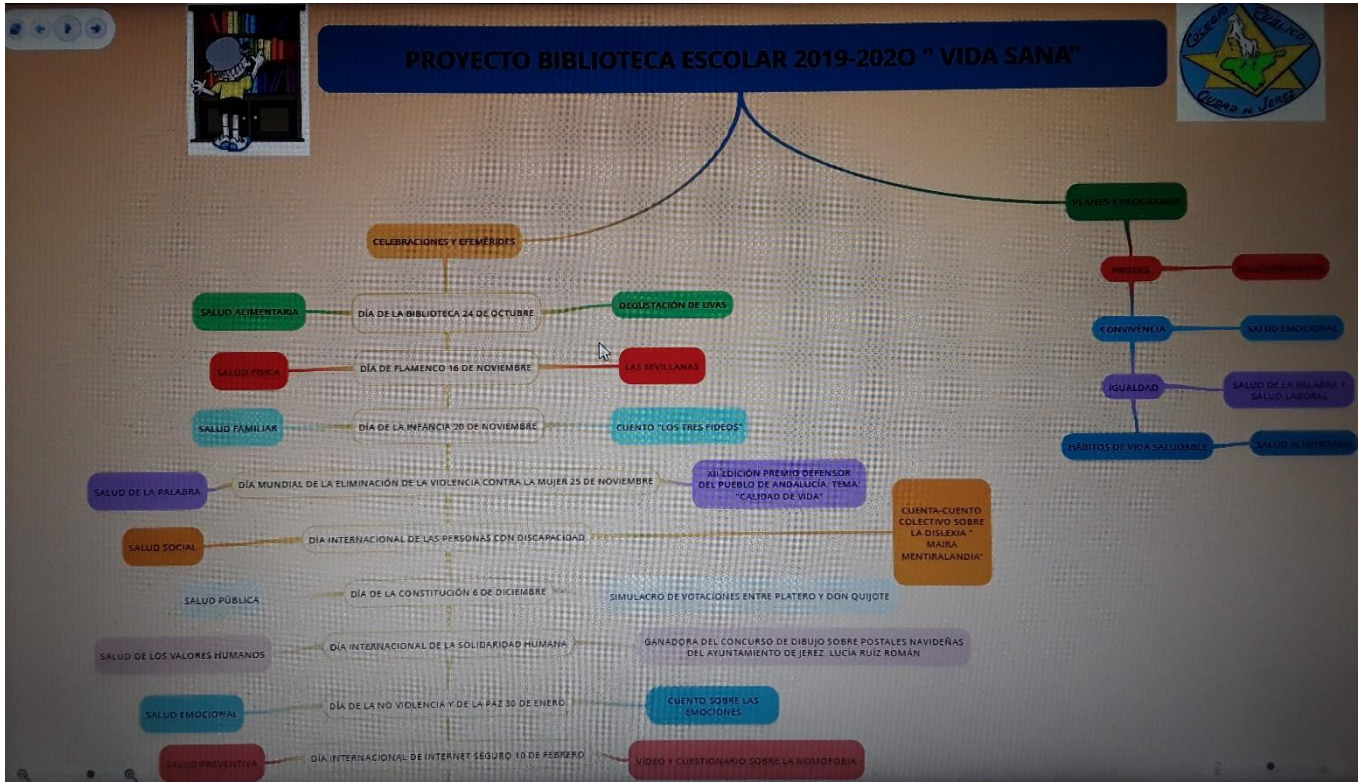 PROYECTO BIBLIOTECA ESCOLAR 2019-202O " VIDA SANA"
COLEGIO PÚBLICO
CIUDAD DE JEREZ
CELEBRACIONES Y EFEMÉRIDES
SALUD ALIMENTARIA
DÍA DE LA BIBLIOTECA 24 DE OCTUBRE
DEGUSTACIÓN DE UVAS
SALUD FÍSICA
DÍA DE FLAMENCO 16 DE NOVIEMBRE
LAS SEVILLANAS
SALUD FAMILIAR
DÍA DE LA INFANCIA 20 DE NOVIEMBRE
CUENTO "LOS TRES FIDEOS"
SALUD DE LA PALABRA
DÍA MUNDIAL DE LA ELIMINACIÓN DE LA VIOLENCIA CONTRA LA MUJER 25 DE NOVIEMBRE
XII EDICIÓN PREMIO DEFENSOR
DEL PUEBLO DE ANDALUCÍA. TEMA:
"CALIDAD DE VIDA"
SALUD SOCIAL
DÍA INTERNACIONAL DE LAS PERSONAS CON DISCAPACIDAD
CUENTA-CUENTO
COLECTIVO SOBRE
LA DISLEXIA "
MAIRA
MENTIRALANDIA"
SALUD PÚBLICA
DÍA DE LA CONSTITUCIÓN 6 DE DICIEMBRE
SIMULACRO DE VOTACIONES ENTRE PLATERO Y DON QUIJOTE
SALUD DE LOS VALORES HUMANOS
DÍA INTERNACIONAL DE LA SOLIDARIDAD HUMANA
GANADORA DEL CONCURSO DE DIBUJO SOBRE POSTALES NAVIDEÑAS
DEL AYUNTAMIENTO DE JEREZ. LUCÍA RUÍZ ROMÁN
SALUD EMOCIONAL
DÍA DE LA NO VIOLENCIA Y DE LA PAZ 30 DE ENERO
CUENTO SOBRE LAS
EMOCIONES
SALUD PREVENTIVA
DÍA INTERNACIONAL DE INTERNET SEGURO 10 DE FEBRERO
VÍDEO Y CUESTIONARIO SOBRE LA NOMOFOBIA
PLANES Y PROGRAMAS
PRODIG
CONVIVENCIA
SALUD EMOCIONAL
IGUALDAD
SALUD DE LA PALABRA Y
SALUD LABORAL
HÁBITOS DE VIDA SALUDABLE
SALUD ALIMENTARIA